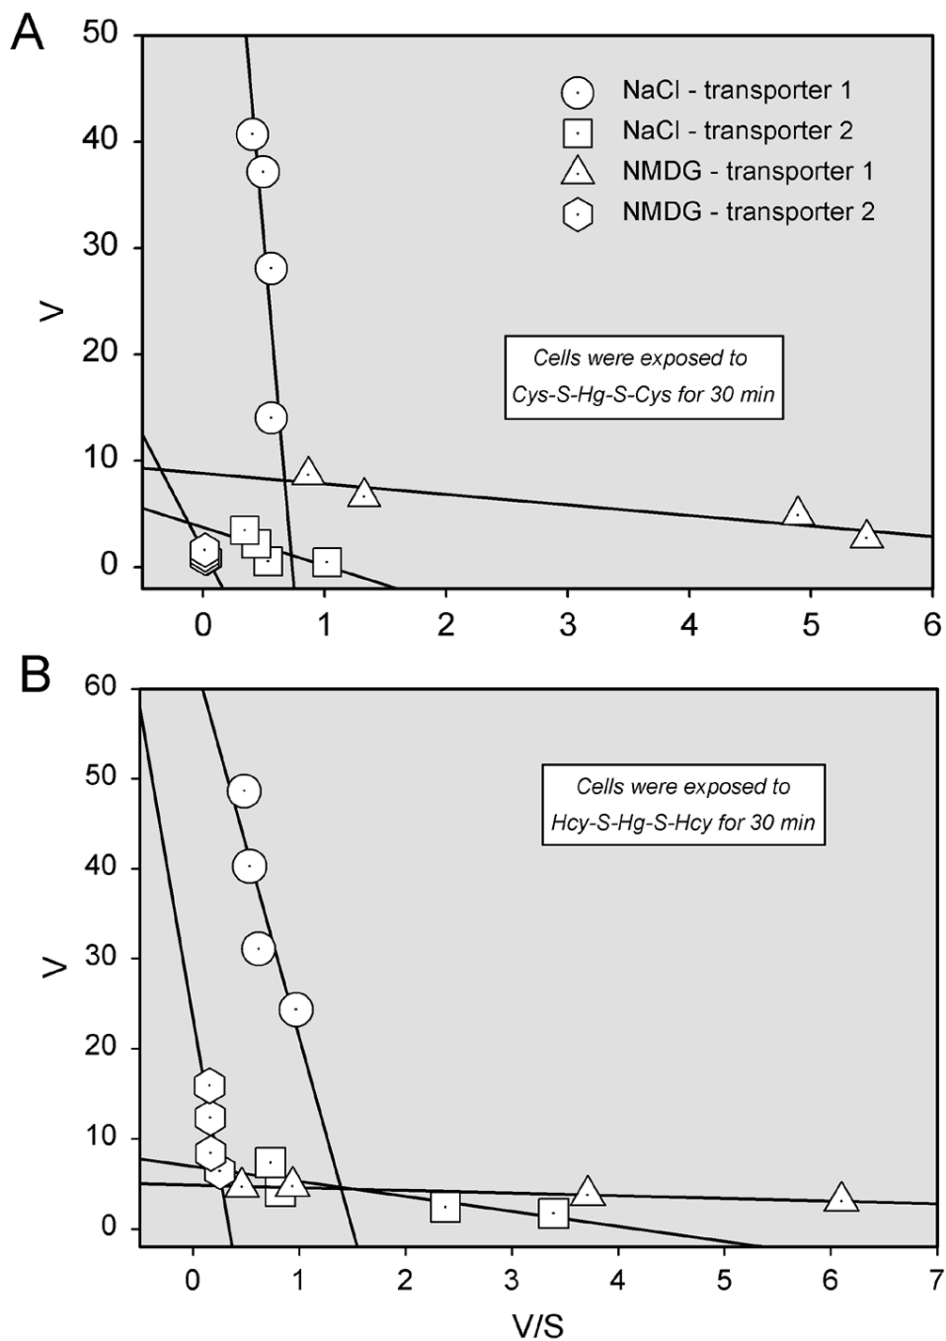 A
50
40
30
20
10
0
V
NaCl - transporter 1
NaCl - transporter 2
NMDG - transporter 1
NMDG - transporter 2
Cells were exposed to
Cys-S-Hg-S-Cys for 30 min
0 1 2 3 4 5 6
B
60
50
40
30
20
10
0
V
Cells were exposed to
Hcy-S-Hg-S-Hcy for 30 min
0 1 2 3 4 5 6 7
V/S